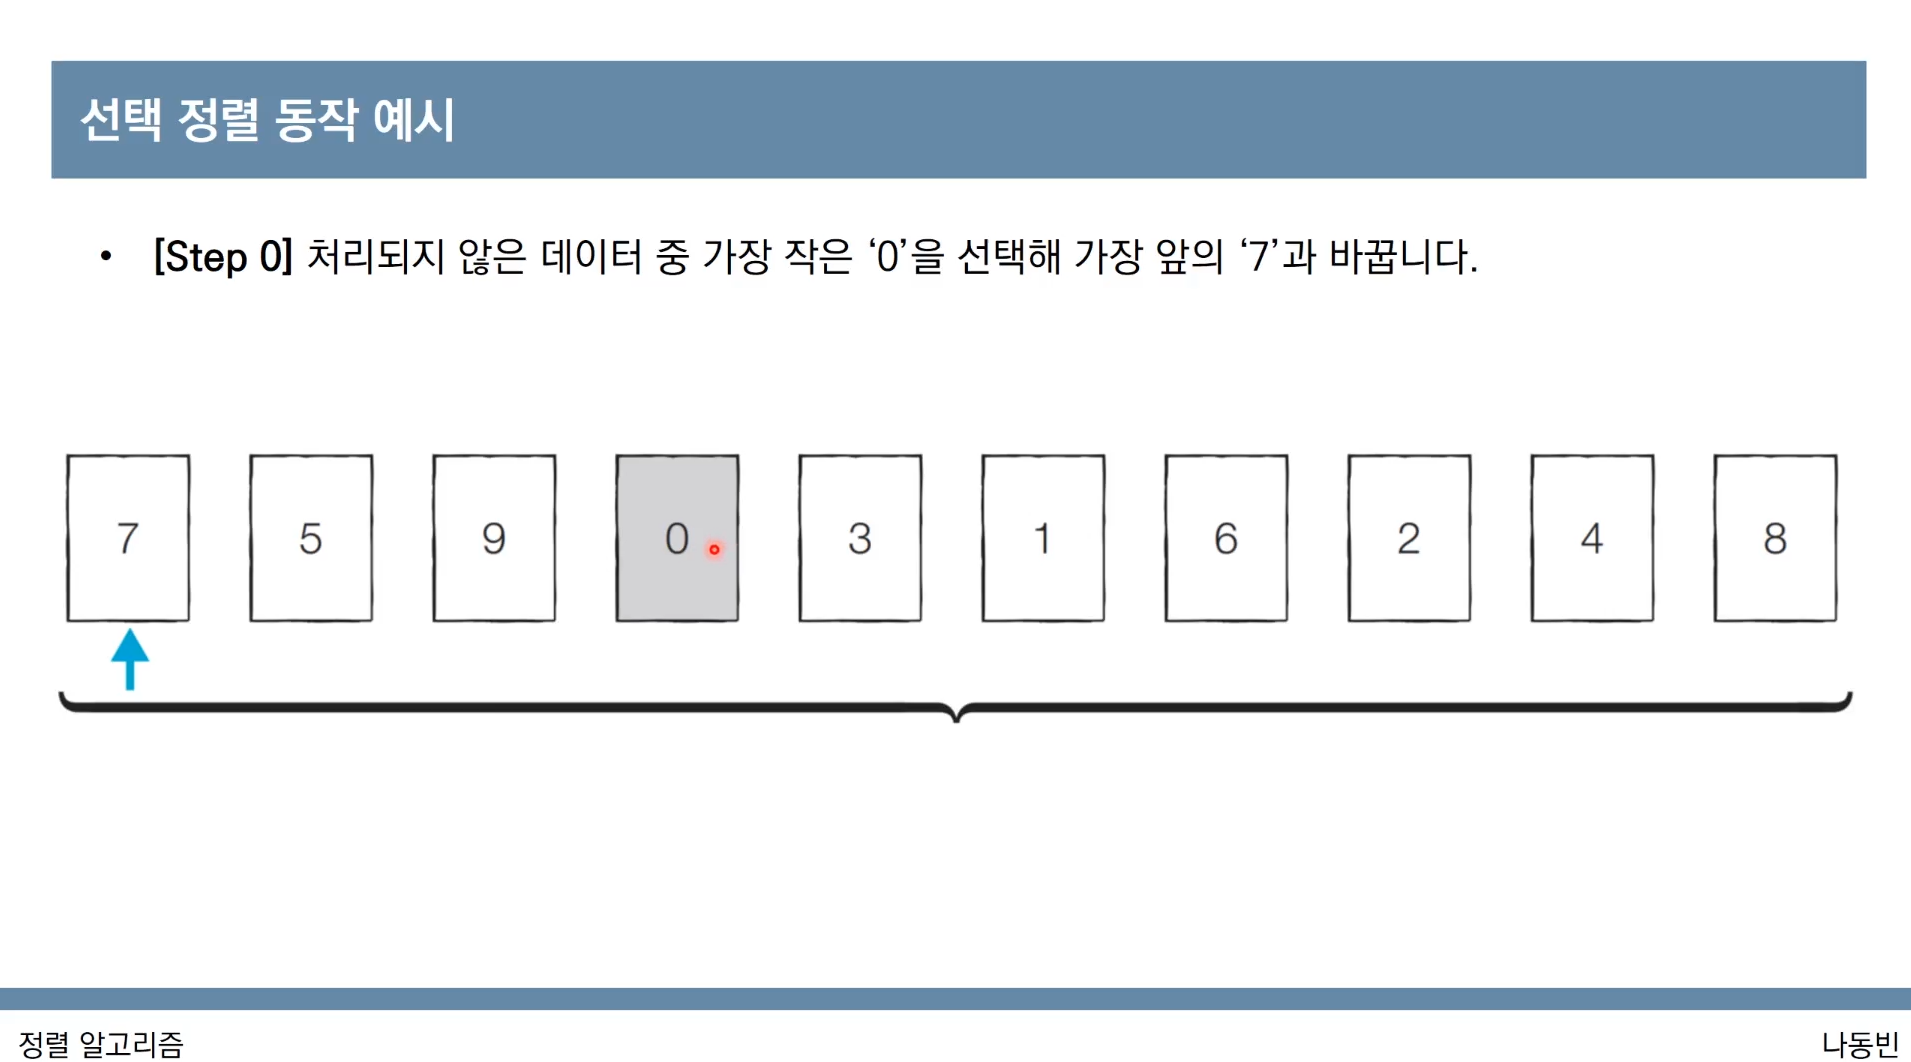 선택 정렬 동작 예시
• [Step 0] 처리되지 않은 데이터 중 가장 작은 ‘0’을 선택해 가장 앞의 ‘7’과 바꿉니다.
7 5 9 0 3 1 6 2 4 8
정렬 알고리즘
나동빈